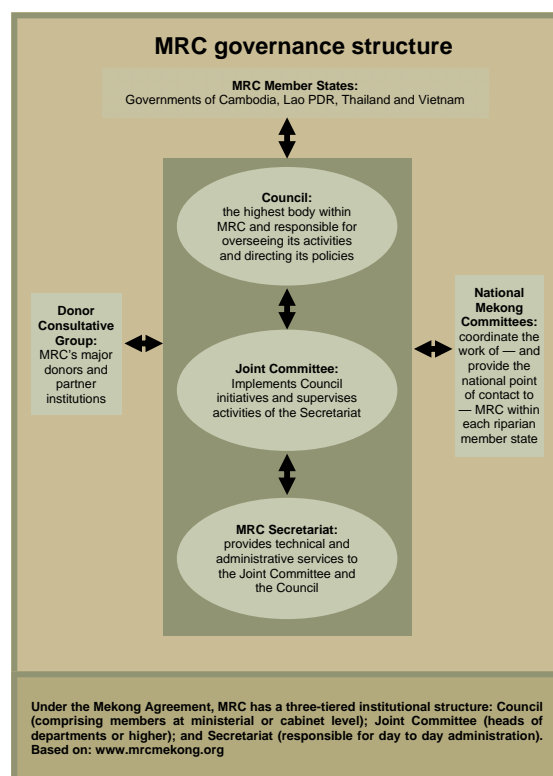 MRC governance structure
MRC Member States:
Governments of Cambodia, Lao PDR, Thailand and Vietnam
Council:
the highest body within
MRC and responsible for
overseeing its activities
and directing its policies
Donor
Consultative
Group:
MRC's major
donors and
partner
institutions
National
Mekong
Committees:
coordinate the
work of — and
provide the
national point
of contact to
— MRC within
each riparian
member state
Joint Committee:
Implements Council
initiatives and supervises
activities of the Secretariat
MRC Secretariat:
provides technical and
administrative services to
the Joint Committee and
the Council
Under the Mekong Agreement, MRC has a three-tiered institutional structure: Council
(comprising members at ministerial or cabinet level); Joint Committee (heads of
departments or higher); and Secretariat (responsible for day to day administration).
Based on: www.mrcmekong.org